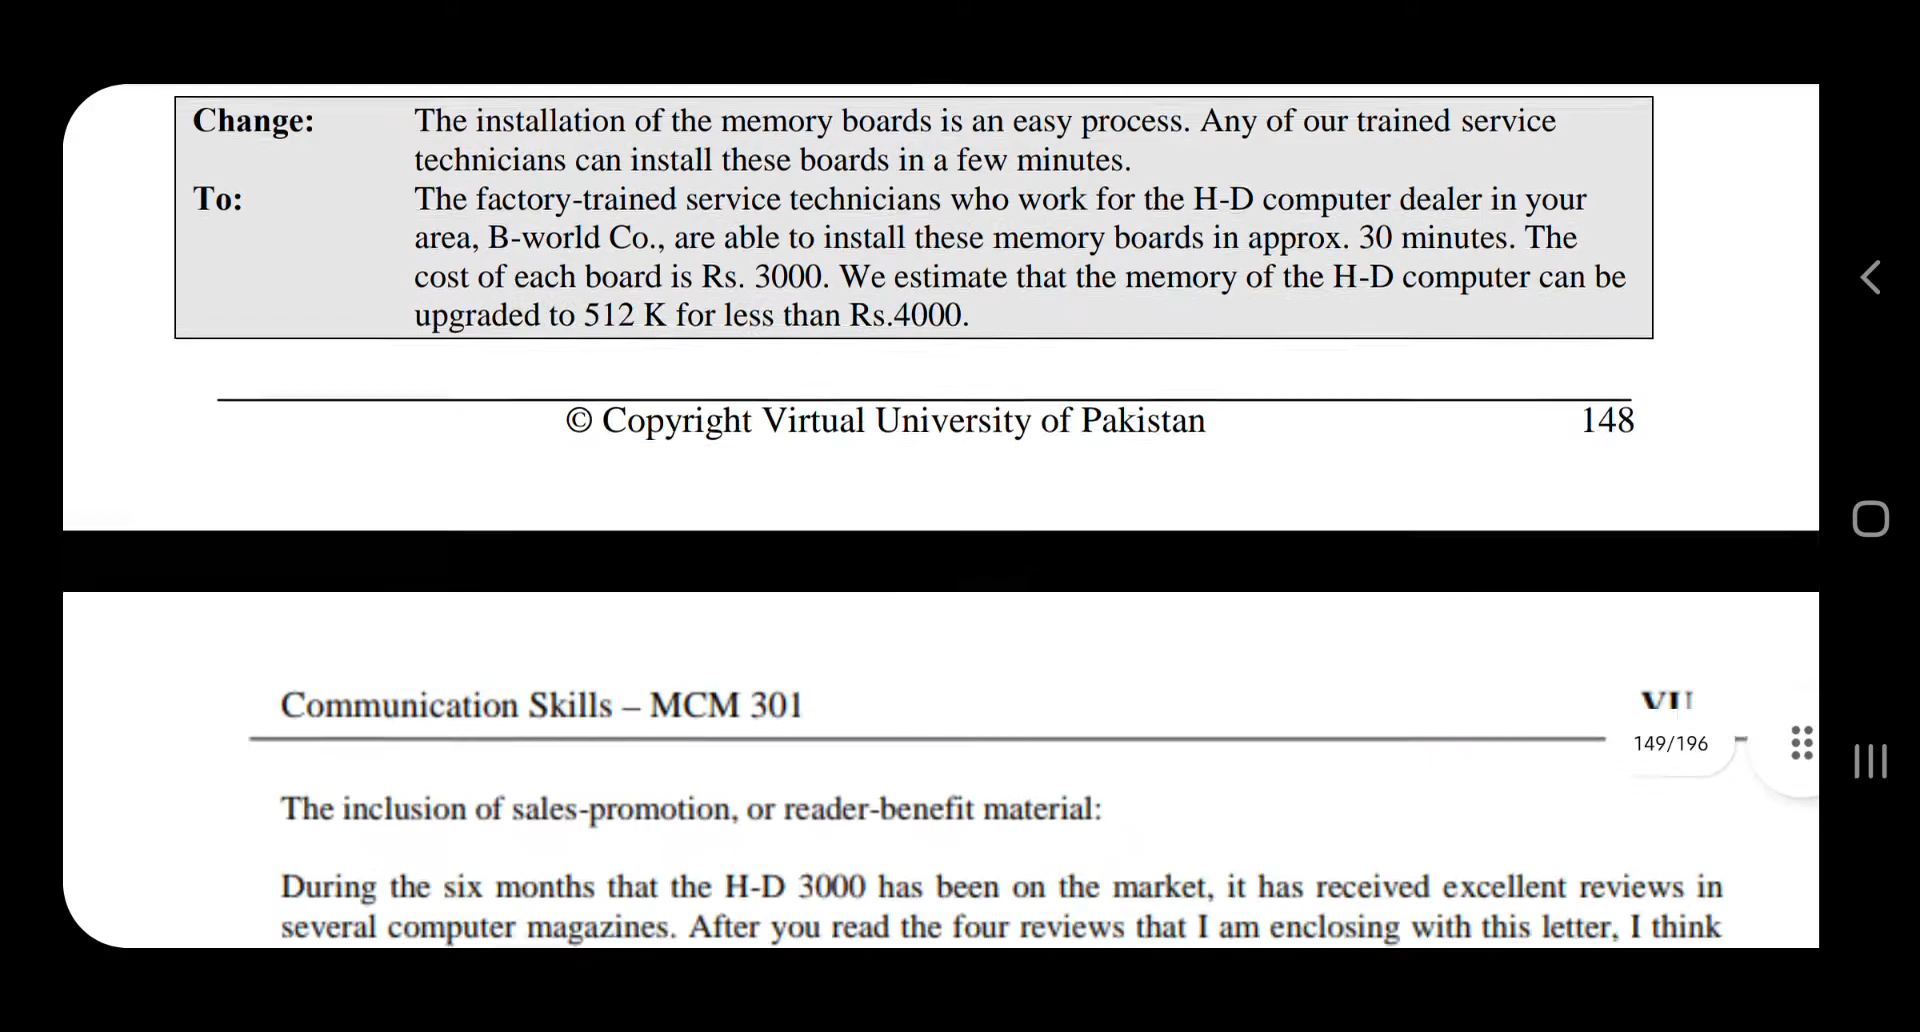 Change: The installation of the memory boards is an easy process. Any of our trained service
technicians can install these boards in a few minutes.
To: The factory-trained service technicians who work for the H-D computer dealer in your
area, B-world Co., are able to install these memory boards in approx. 30 minutes. The
cost of each board is Rs. 3000. We estimate that the memory of the H-D computer can be
upgraded to 512 K for less than Rs.4000.
© Copyright Virtual University of Pakistan 148
Communication Skills – MCM 301
149/196
The inclusion of sales-promotion, or reader-benefit material:
During the six months that the H-D 3000 has been on the market, it has received excellent reviews in
several computer magazines. After you read the four reviews that I am enclosing with this letter, I think